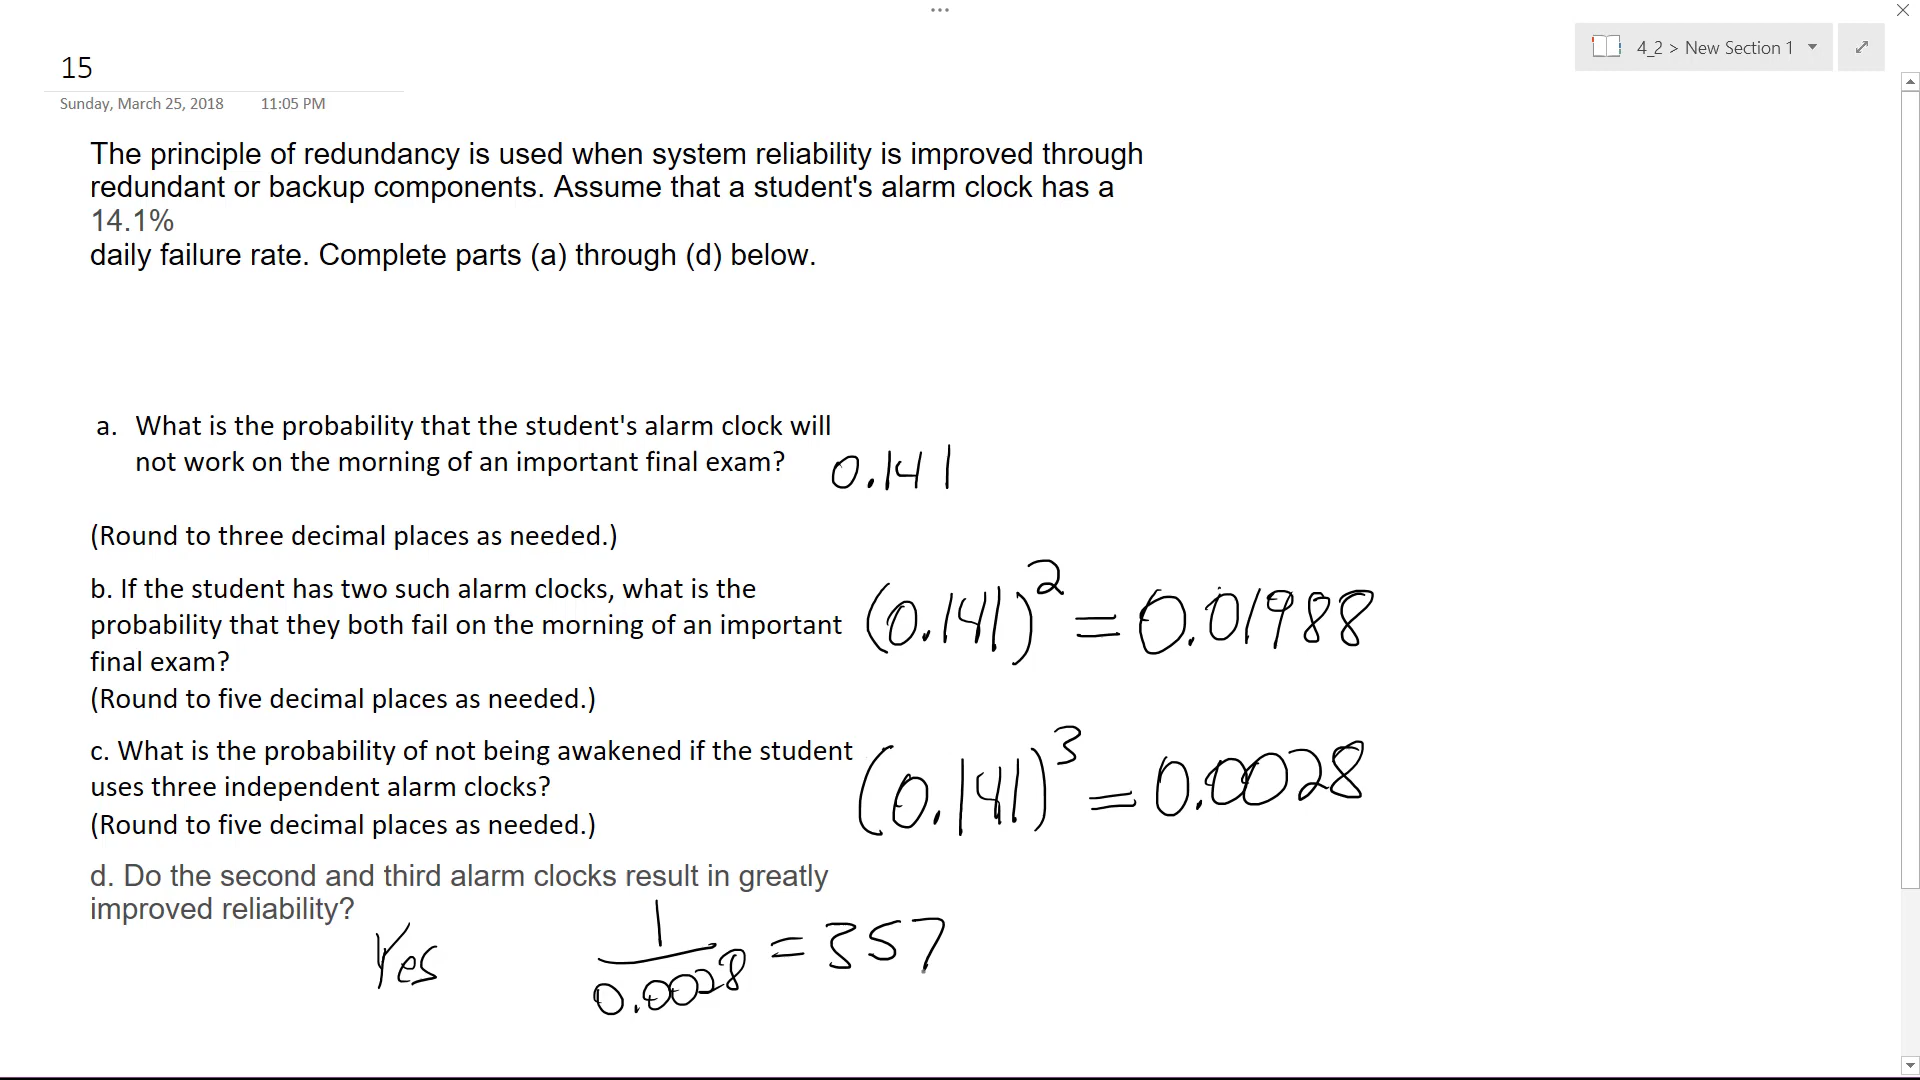 4_2 > New Section 1
15
Sunday, March 25, 2018 11:05 PM
The principle of redundancy is used when system reliability is improved through
redundant or backup components. Assume that a student's alarm clock has a
14.1%
daily failure rate. Complete parts (a) through (d) below.
a. What is the probability that the student's alarm clock will
not work on the morning of an important final exam? 0.141
(Round to three decimal places as needed.)
b. If the student has two such alarm clocks, what is the
probability that they both fail on the morning of an important
final exam?
(0.141)² = 0.01988
(Round to five decimal places as needed.)
c. What is the probability of not being awakened if the student
uses three independent alarm clocks?
(0.141)³ = 0.0028
(Round to five decimal places as needed.)
d. Do the second and third alarm clocks result in greatly
improved reliability?
Yes
1
0.0028 = 357